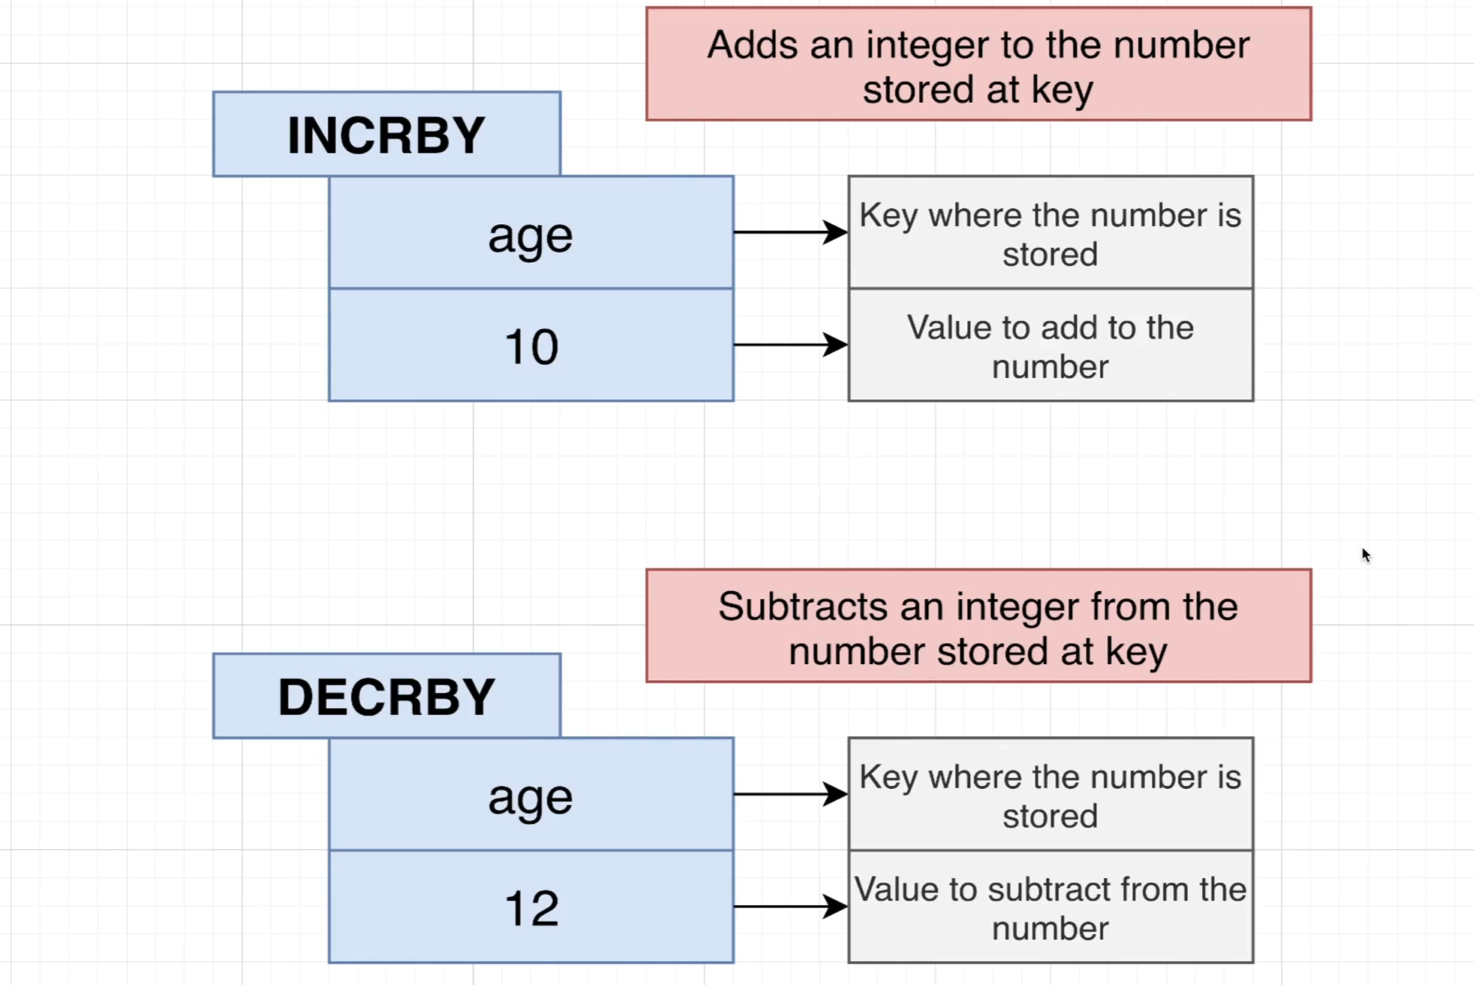 Adds an integer to the number
stored at key
INCRBY
age
Key where the number is
stored
10
Value to add to the
number
Subtracts an integer from the
number stored at key
DECRBY
age
Key where the number is
stored
12
Value to subtract from the
number